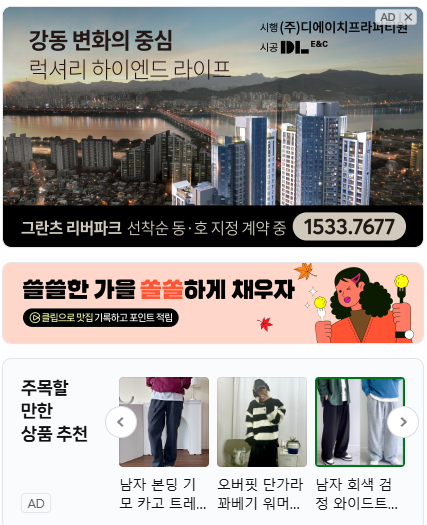 AD
강동 변화의 중심
럭셔리 하이엔드 라이프
시행 (주)디에이치프라퍼티원
시공 DL E&C
그란츠 리버파크 선착순 동·호 지정 계약 중 1533.7677
쓸쓸한 가을 쏠쏠하게 채우자
클립으로 맛집 기록하고 포인트 적립
주목할
만한
상품 추천
AD
남자 본딩 기
모 카고 트레...
오버핏 단가라
꽈배기 워머...
남자 회색 검
정 와이드트...